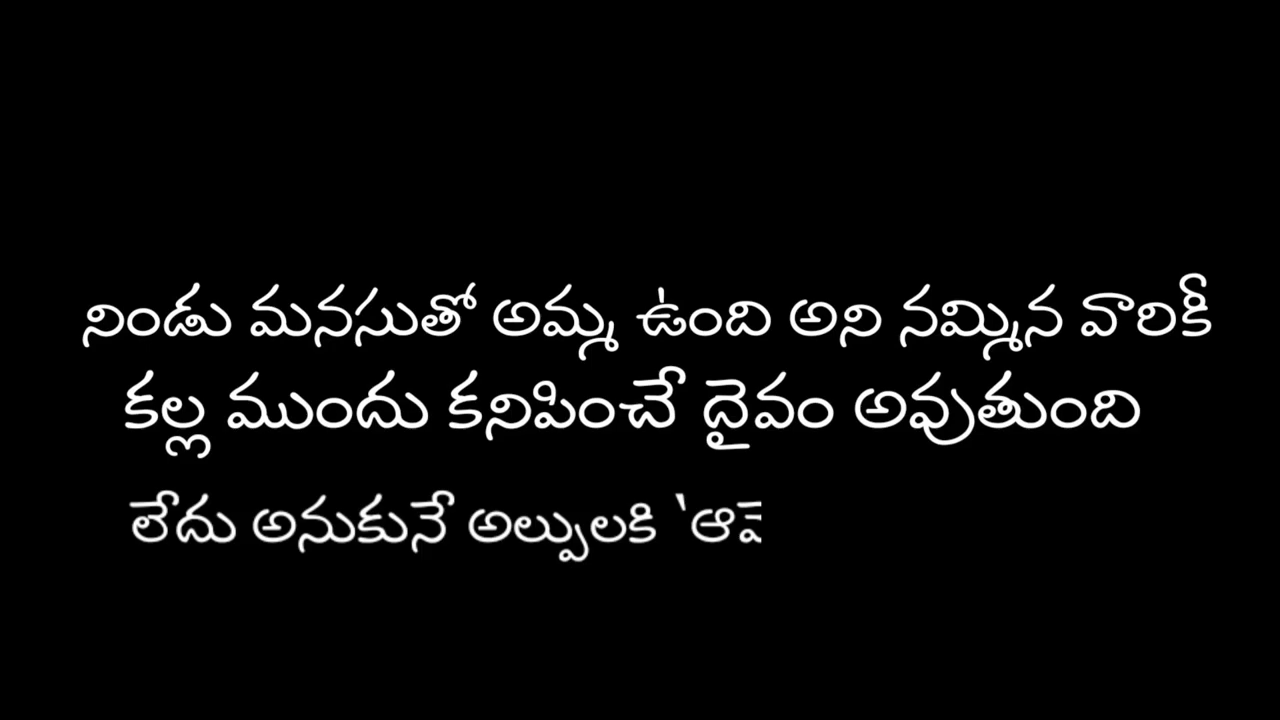 నిండు మనసుతో అమ్మ ఉంది అని నమ్మిన వారికీ
కల్ల ముందు కనిపించే దైవం అవుతుంది
లేదు అనుకునే అల్పులకి